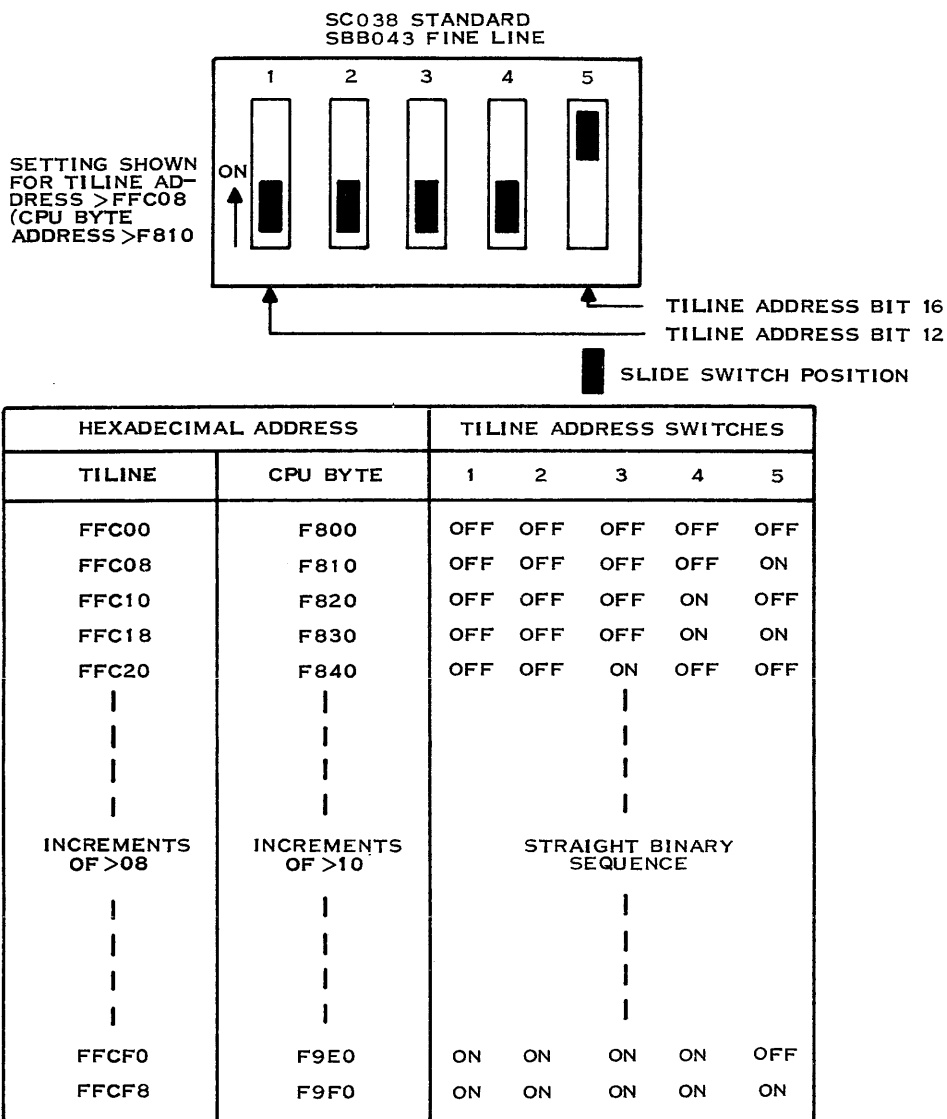 SC038 STANDARD
SBB043 FINE LINE
1 2 3 4 5
SETTING SHOWN
FOR TILINE AD-
DRESS >FFC08
(CPU BYTE
ADDRESS >F810
ON
TILINE ADDRESS BIT 16
TILINE ADDRESS BIT 12
SLIDE SWITCH POSITION
HEXADECIMAL ADDRESS TILINE ADDRESS SWITCHES
TILINE CPU BYTE 1 2 3 4 5
FFC00 F800 OFF OFF OFF OFF OFF
FFC08 F810 OFF OFF OFF OFF ON
FFC10 F820 OFF OFF OFF ON OFF
FFC18 F830 OFF OFF OFF ON ON
FFC20 F840 OFF OFF ON OFF OFF
INCREMENTS INCREMENTS STRAIGHT BINARY
OF >08 OF >10 SEQUENCE
FFCF0 F9E0 ON ON ON ON OFF
FFCF8 F9F0 ON ON ON ON ON